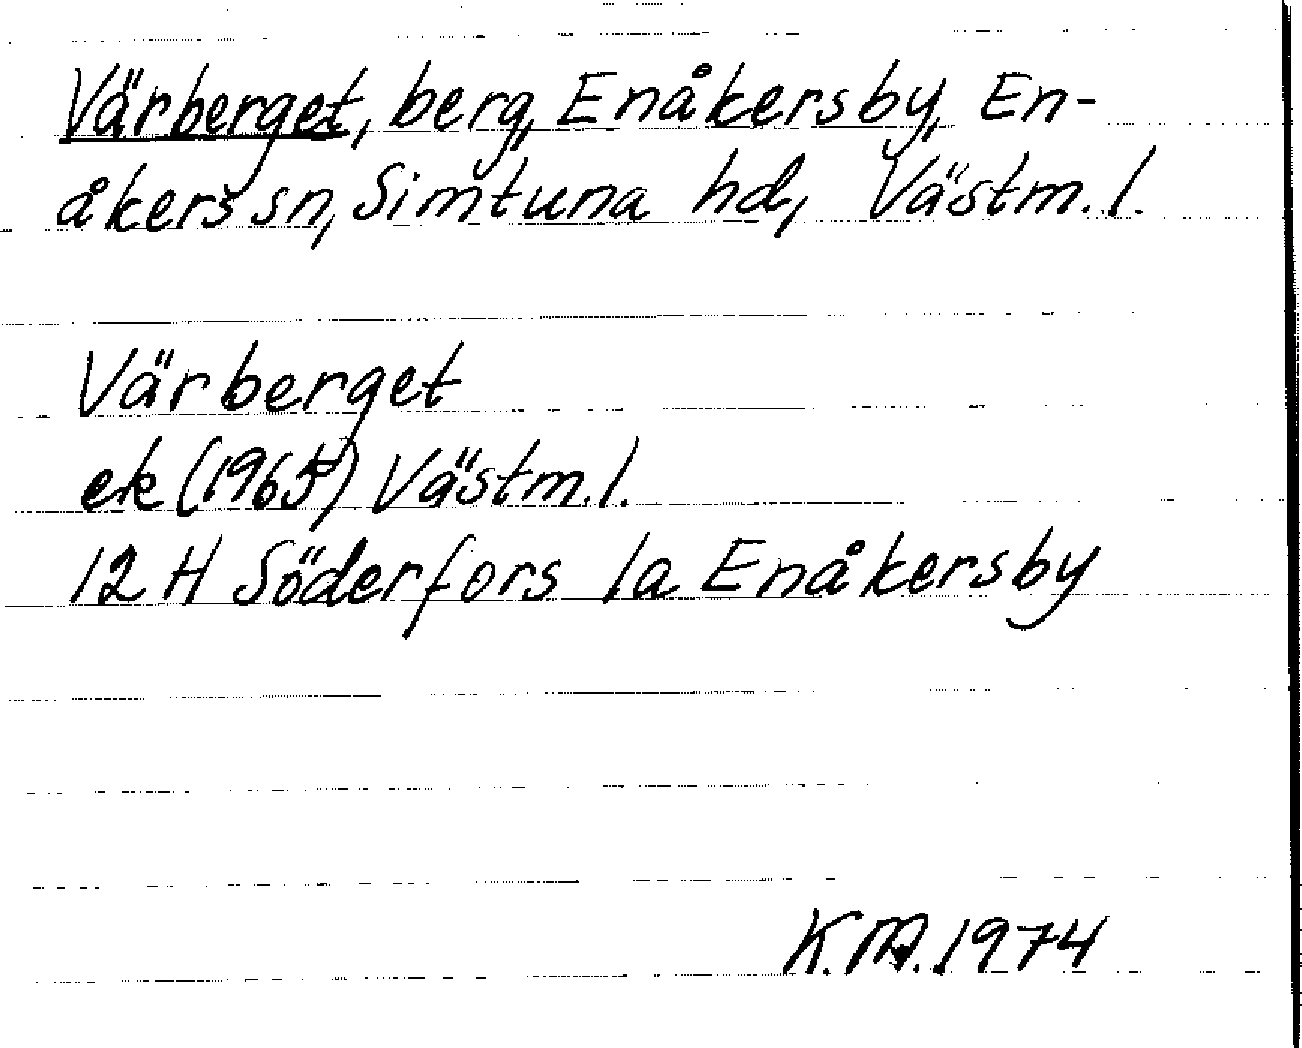 Värberget, berg, Enåkersby, En-
åkers sn, Simtuna hd, Västm. l.
Värberget
ek (1965) Västm. l.
12 H Söderfors 1a Enåkersby
K.M. 1974